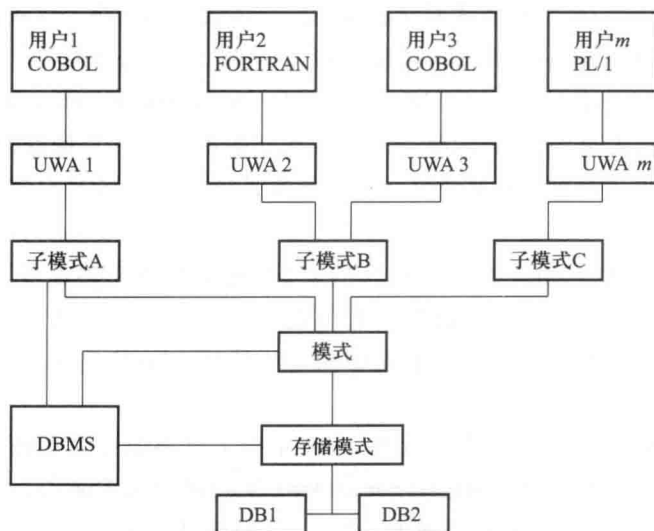 用户1
COBOL
用户2
FORTRAN
用户3
COBOL
用户m
PL/1
UWA 1
UWA 2
UWA 3
UWA m
子模式A
子模式B
子模式C
模式
DBMS
存储模式
DB1
DB2